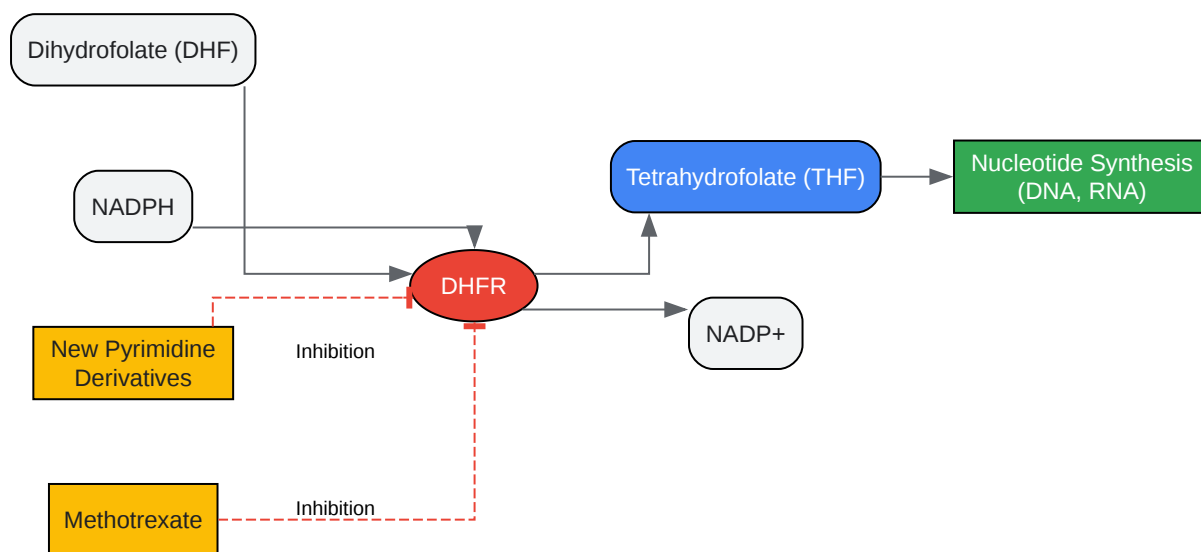 Dihydrofolate (DHF)
Tetrahydrofolate (THF)
Nucleotide Synthesis
(DNA, RNA)
NADPH
DHFR
NADP+
New Pyrimidine
Derivatives
Inhibition
Methotrexate
Inhibition